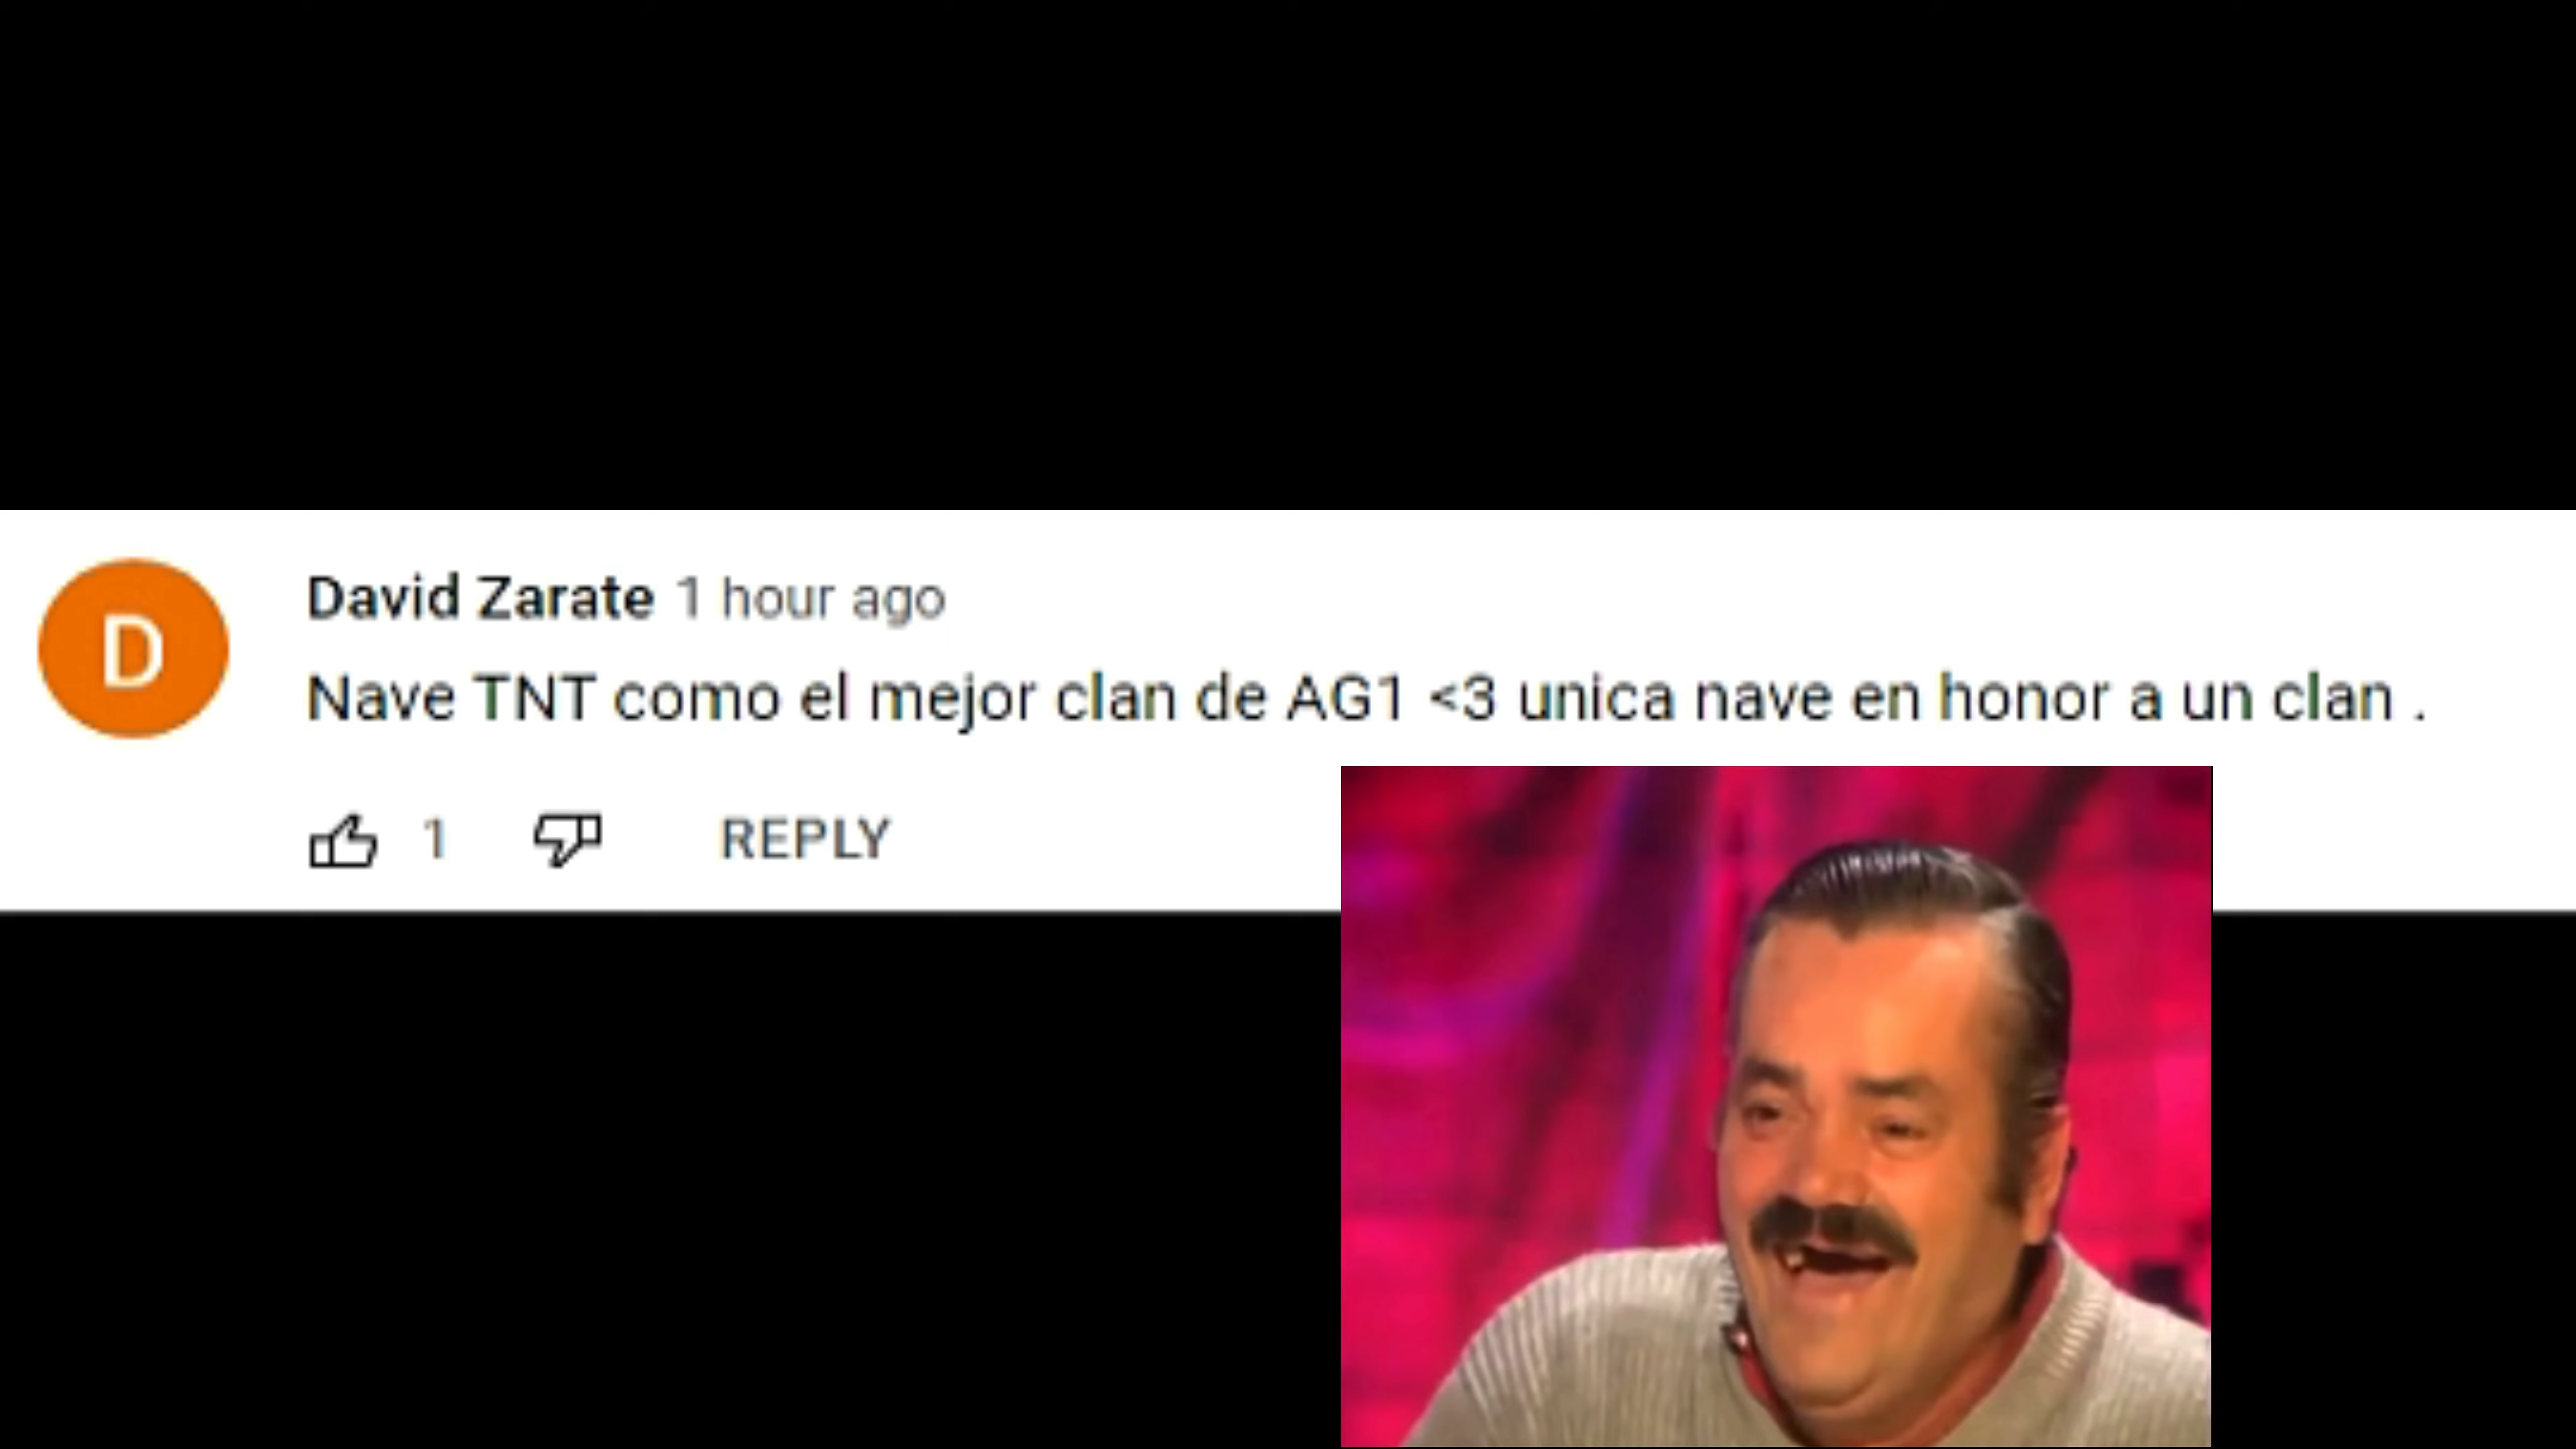 D
David Zarate 1 hour ago
Nave TNT como el mejor clan de AG1 <3 unica nave en honor a un clan .
1 REPLY